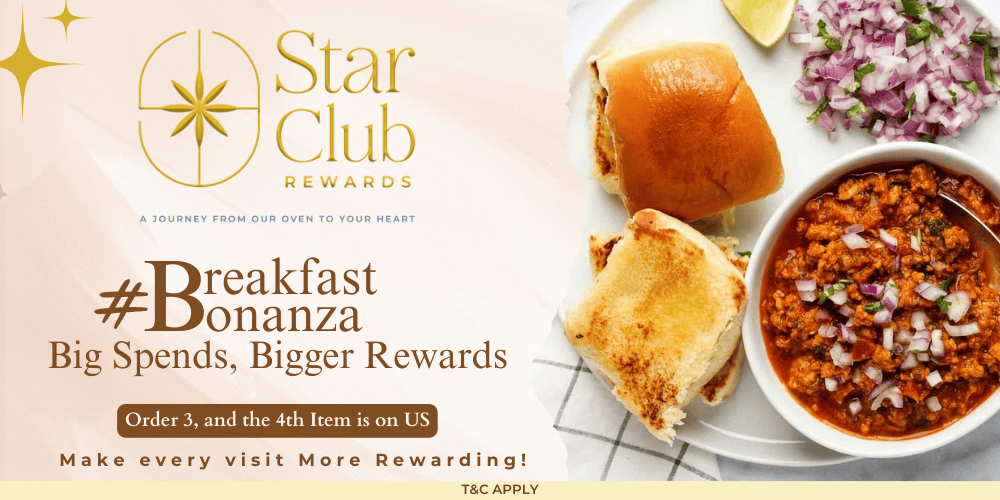 Star
Club
REWARDS
A JOURNEY FROM OUR OVEN TO YOUR HEART
#Breakfast
Bonanza
Big Spends, Bigger Rewards
Order 3, and the 4th Item is on US
Make every visit More Rewarding!
T&C APPLY